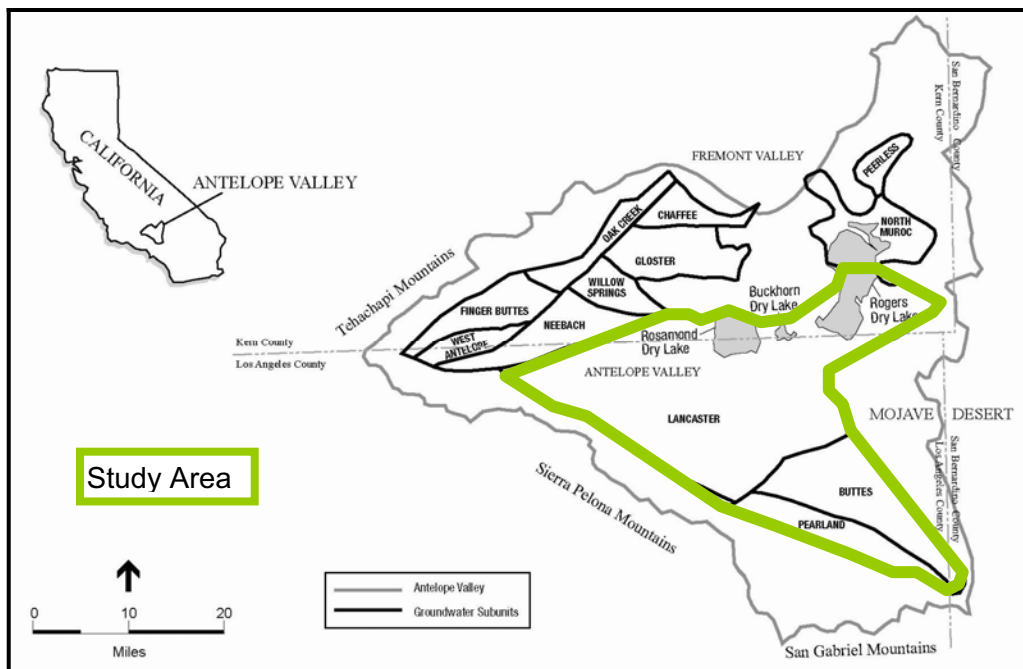 CALIFORNIA
ANTELOPE VALLEY
FREMONT VALLEY
San Bernardino County
Kern County
PEERLESS
NORTH
MUROC
OAK CREEK
CHAFFEE
GLOSTER
Tehachapi Mountains
WILLOW
SPRINGS
FINGER BUTTES
Buckhorn
Dry Lake
Rogers
Dry Lake
NEEBACH
WEST
ANTELOPE
Rosamond
Dry Lake
Kern County
Los Angeles County
ANTELOPE VALLEY
LANCASTER
MOJAVE DESERT
San Bernardino County
Los Angeles County
Study Area
Sierra Pelona Mountains
BUTTES
PEARLAND
Antelope Valley
Groundwater Subunits
0 10 20
Miles
San Gabriel Mountains